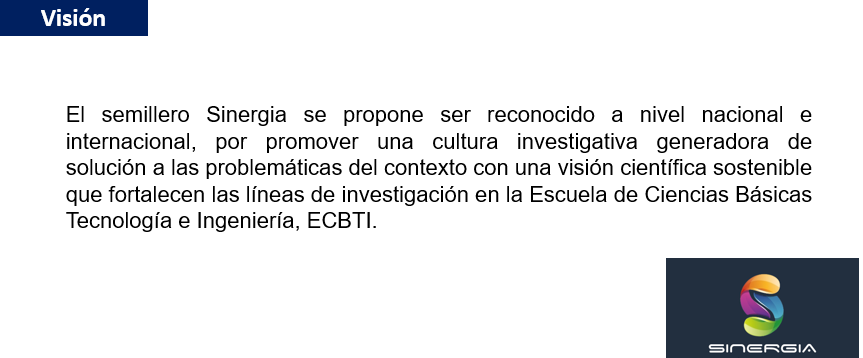 Visión
El semillero Sinergia se propone ser reconocido a nivel nacional e
internacional, por promover una cultura investigativa generadora de
solución a las problemáticas del contexto con una visión científica sostenible
que fortalecen las líneas de investigación en la Escuela de Ciencias Básicas
Tecnología e Ingeniería, ECBTI.
SINERGIA